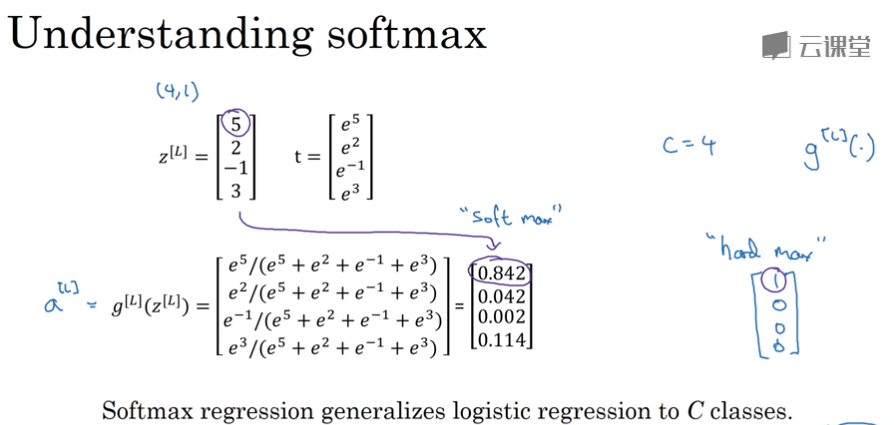 Understanding softmax
云课堂
(4,1)
z^[L] = [5 2 −1 3] t = [e^5 e^2 e^−1 e^3]
C = 4 g^[L](·)
"soft max"
"hard max"
a^[L] = g^[L](z^[L]) = [e^5/(e^5 + e^2 + e^−1 + e^3)
e^2/(e^5 + e^2 + e^−1 + e^3)
e^−1/(e^5 + e^2 + e^−1 + e^3)
e^3/(e^5 + e^2 + e^−1 + e^3)] = [0.842
0.042
0.002
0.114]
1
0
0
0
Softmax regression generalizes logistic regression to C classes.